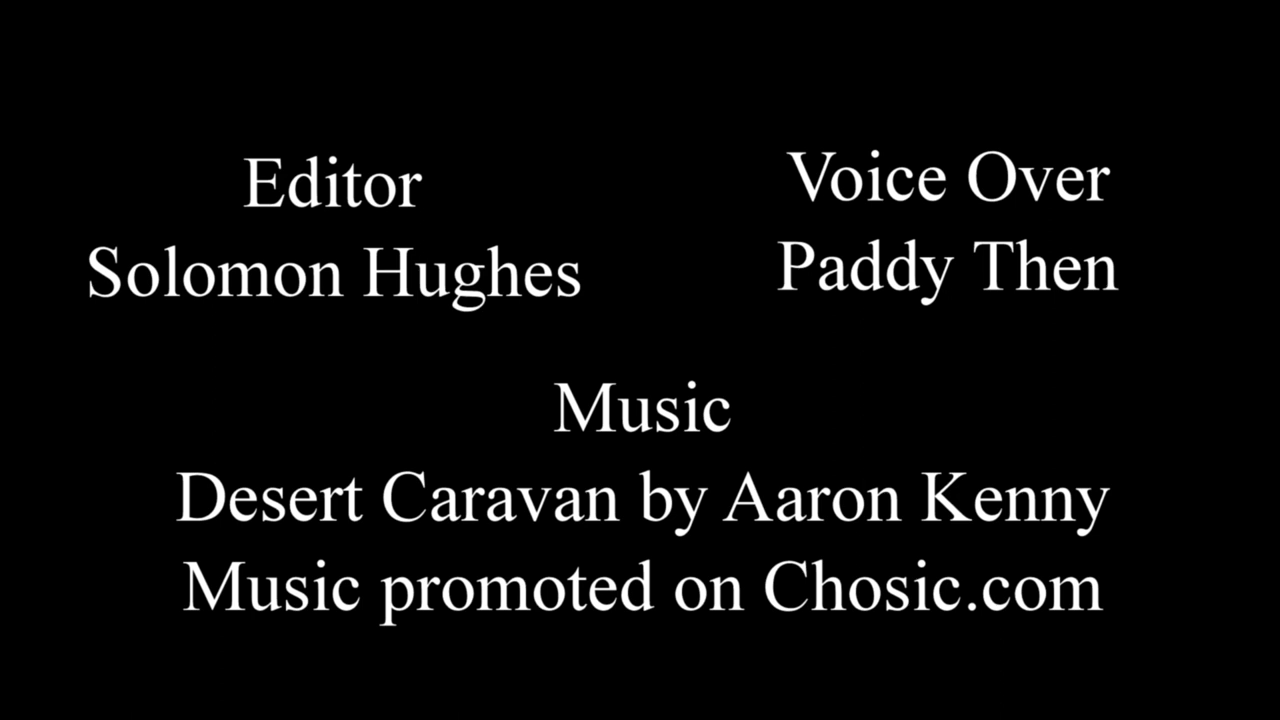 Editor
Solomon Hughes
Voice Over
Paddy Then
Music
Desert Caravan by Aaron Kenny
Music promoted on Chosic.com